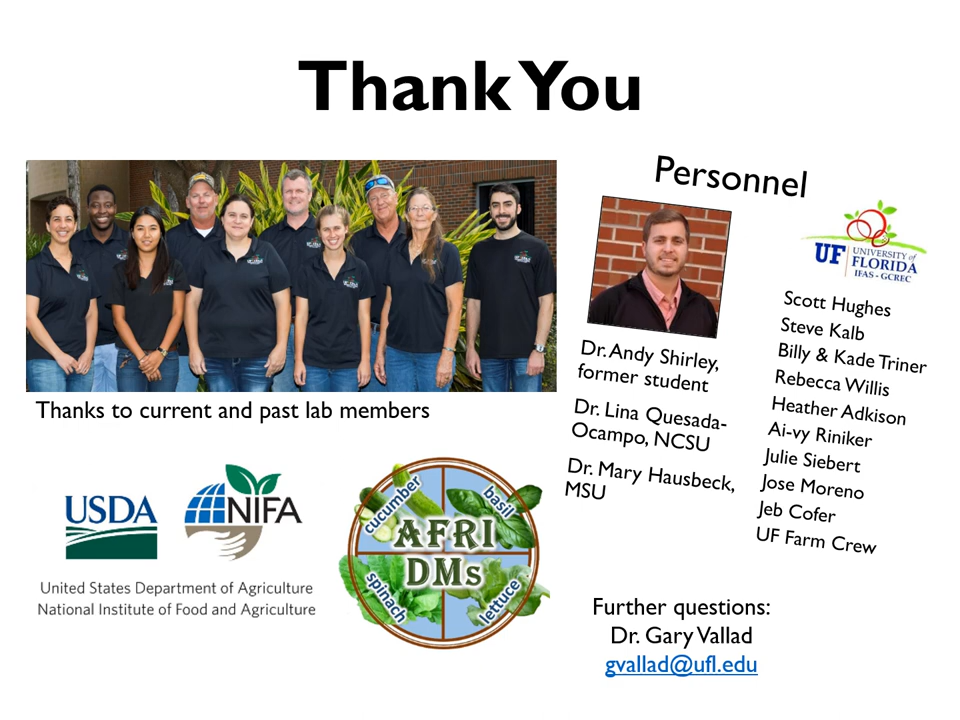 Thank You
Thanks to current and past lab members
USDA
NIFA
United States Department of Agriculture
National Institute of Food and Agriculture
cucumber
basil
AFRI
DMs
spinach
lettuce
Personnel
Dr. Andy Shirley,
former student
Dr. Lina Quesada-
Ocampo, NCSU
Dr. Mary Hausbeck,
MSU
UF UNIVERSITY of
FLORIDA
IFAS - GCREC
Scott Hughes
Steve Kalb
Billy & Kade Triner
Rebecca Willis
Heather Adkison
Ai-vy Riniker
Julie Siebert
Jose Moreno
Jeb Cofer
UF Farm Crew
Further questions:
Dr. Gary Vallad
gvallad@ufl.edu